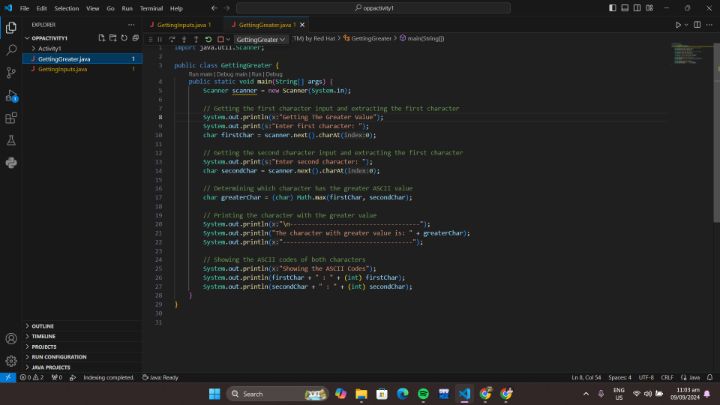 File Edit Selection View Go Run Terminal Help
oppactivity1
EXPLORER
GettingInputs.java 1
GettingGreater.java 1
OPPACTIVITY1
Activity1
GettingGreater.java 1
GettingInputs.java 1
GettingGreater
TM) by Red Hat > GettingGreater > main(String[])
1 import java.util.Scanner;
2
3 public class GettingGreater {
Run main | Debug main | Run | Debug
4 public static void main(String[] args) {
5 Scanner scanner = new Scanner(System.in);
6
7 // Getting the first character input and extracting the first character
8 System.out.println(x:"Getting The Greater Value");
9 System.out.print(s:"Enter first character: ");
10 char firstChar = scanner.next().charAt(index:0);
11
12 // Getting the second character input and extracting the first character
13 System.out.print(s:"Enter second character: ");
14 char secondChar = scanner.next().charAt(index:0);
15
16 // Determining which character has the greater ASCII value
17 char greaterChar = (char) Math.max(firstChar, secondChar);
18
19 // Printing the character with the greater value
20 System.out.println(x:"\n-----------------------------------");
21 System.out.println("The character with greater value is: " + greaterChar);
22 System.out.println(x:"-----------------------------------");
23
24 // Showing the ASCII codes of both characters
25 System.out.println(x:"Showing the ASCII Codes");
26 System.out.println(firstChar + " : " + (int) firstChar);
27 System.out.println(secondChar + " : " + (int) secondChar);
28 }
29 }
30
31
OUTLINE
TIMELINE
PROJECTS
RUN CONFIGURATION
JAVA PROJECTS
0 2 0 Indexing completed. Java: Ready
Ln 8, Col 54 Spaces: 4 UTF-8 CRLF Java
Search
ENG
US
11:03 am
09/09/2024